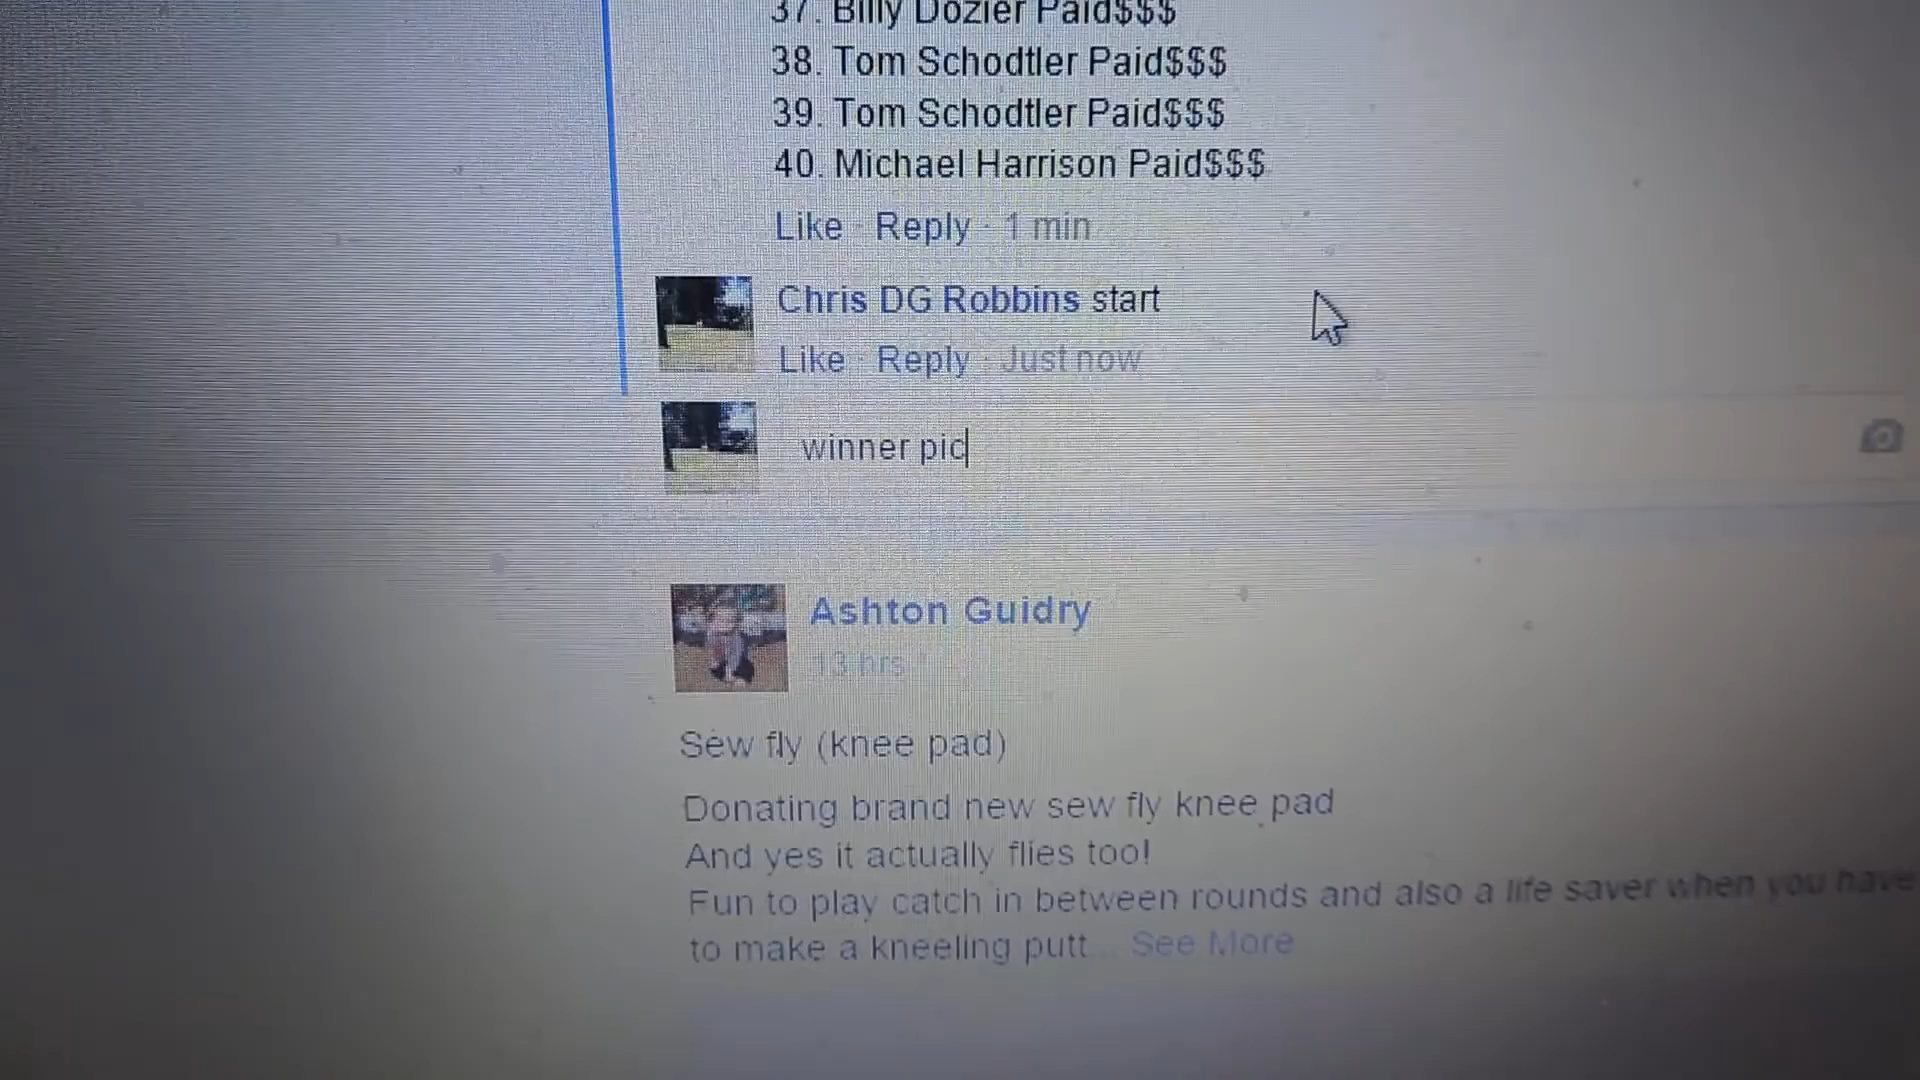 37. Billy Dozier Paid$$$
38. Tom Schodtler Paid$$$
39. Tom Schodtler Paid$$$
40. Michael Harrison Paid$$$
Like · Reply · 1 min
Chris DG Robbins start
Like · Reply · Just now
winner pic
Ashton Guidry
13 hrs
Sew fly (knee pad)
Donating brand new sew fly knee pad
And yes it actually flies too!
Fun to play catch in between rounds and also a life saver when you have
to make a kneeling putt... See More